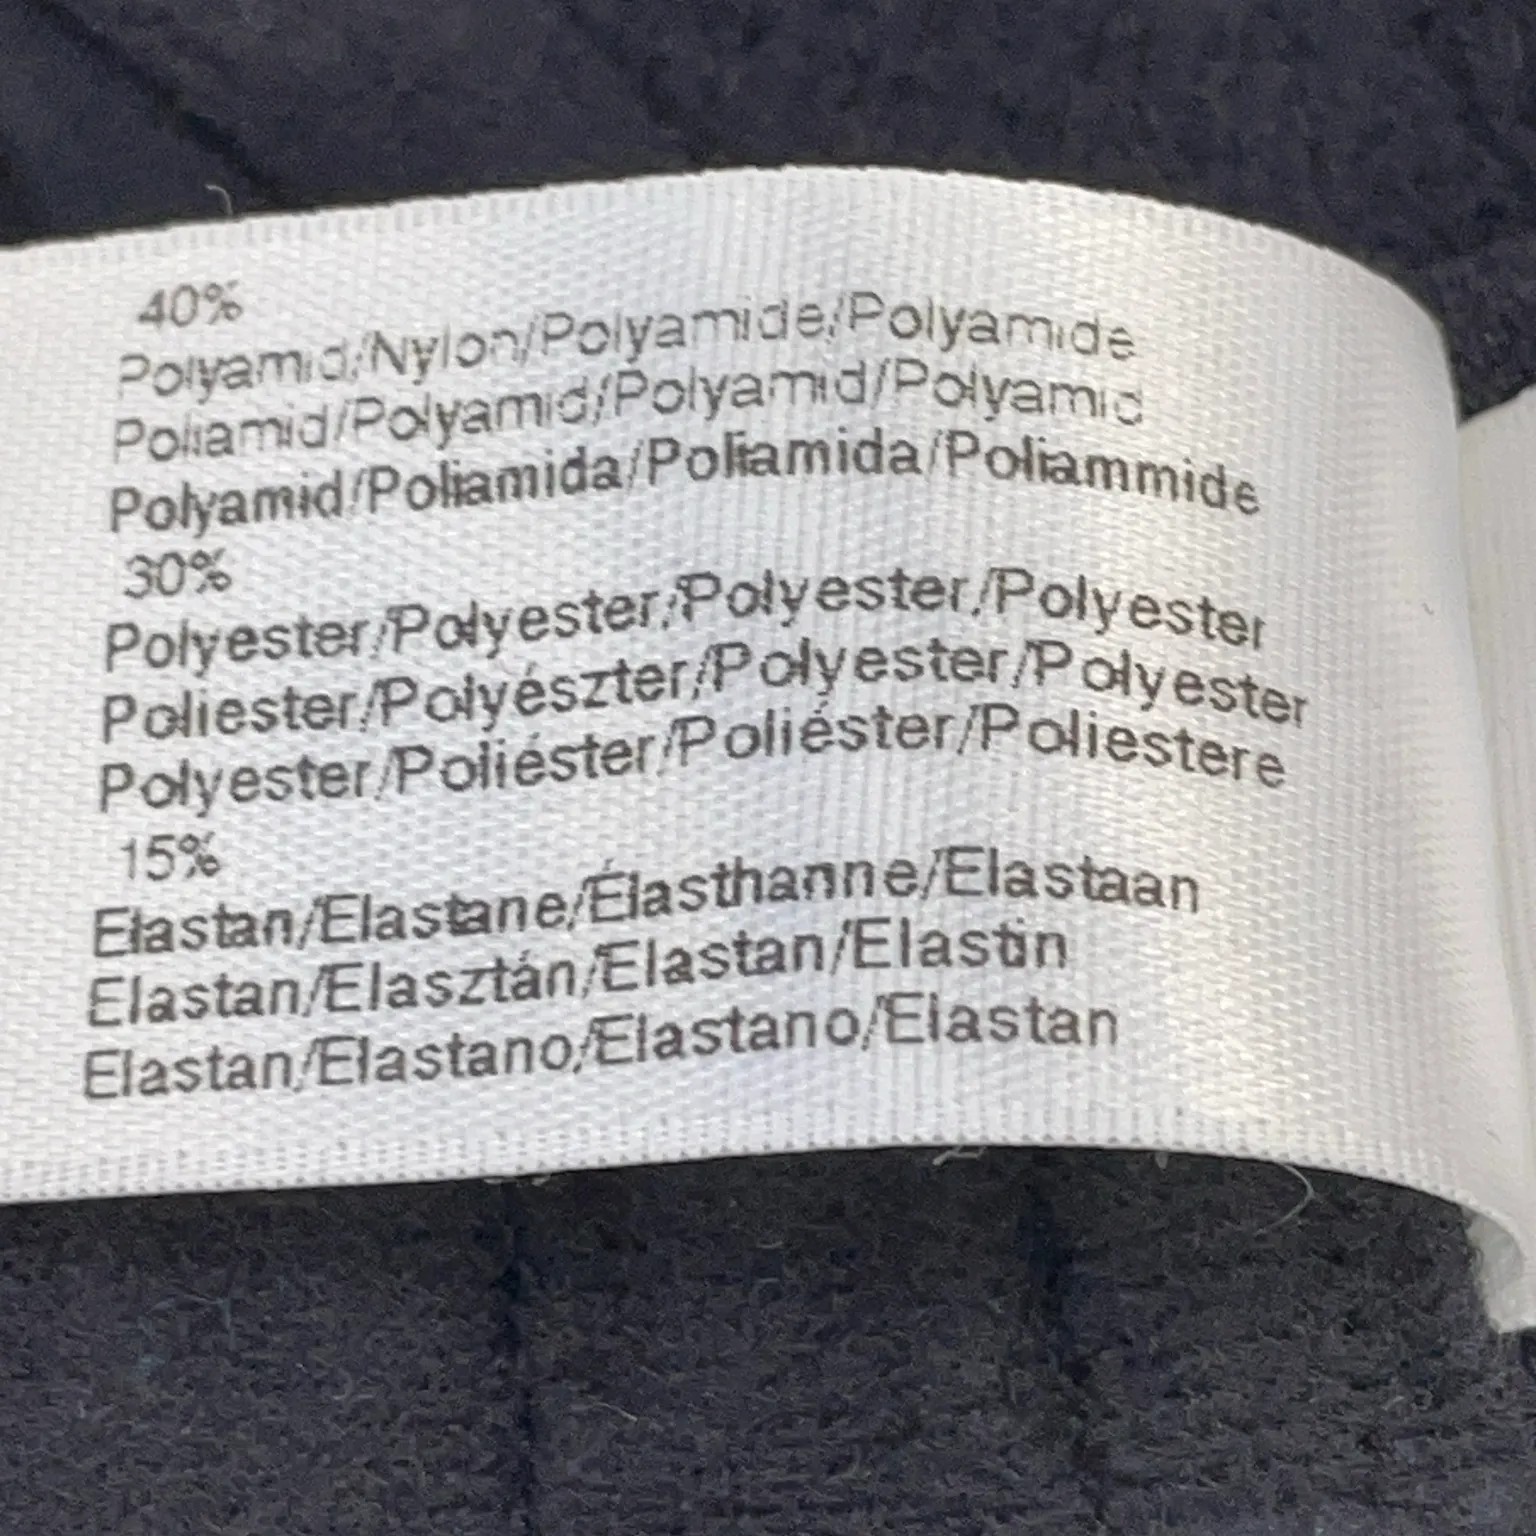 40%
Polyamid/Nylon/Polyamide/Polyamide
Poliamid/Polyamid/Polyamid/Polyamid
Polyamid/Poliamida/Poliamida/Poliammide
30%
Polyester/Polyester/Polyester/Polyester
Poliester/Polyészter/Polyester/Polyester
Polyester/Poliéster/Poliéster/Poliestere
15%
Elastan/Elastane/Élasthanne/Elastaan
Elastan/Elasztán/Elastan/Elastin
Elastan/Elastano/Elastano/Elastan